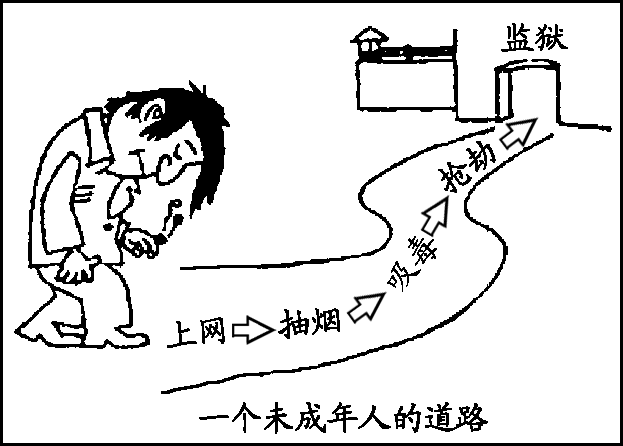 监狱
抢劫
吸毒
上网 抽烟
一个未成年人的道路